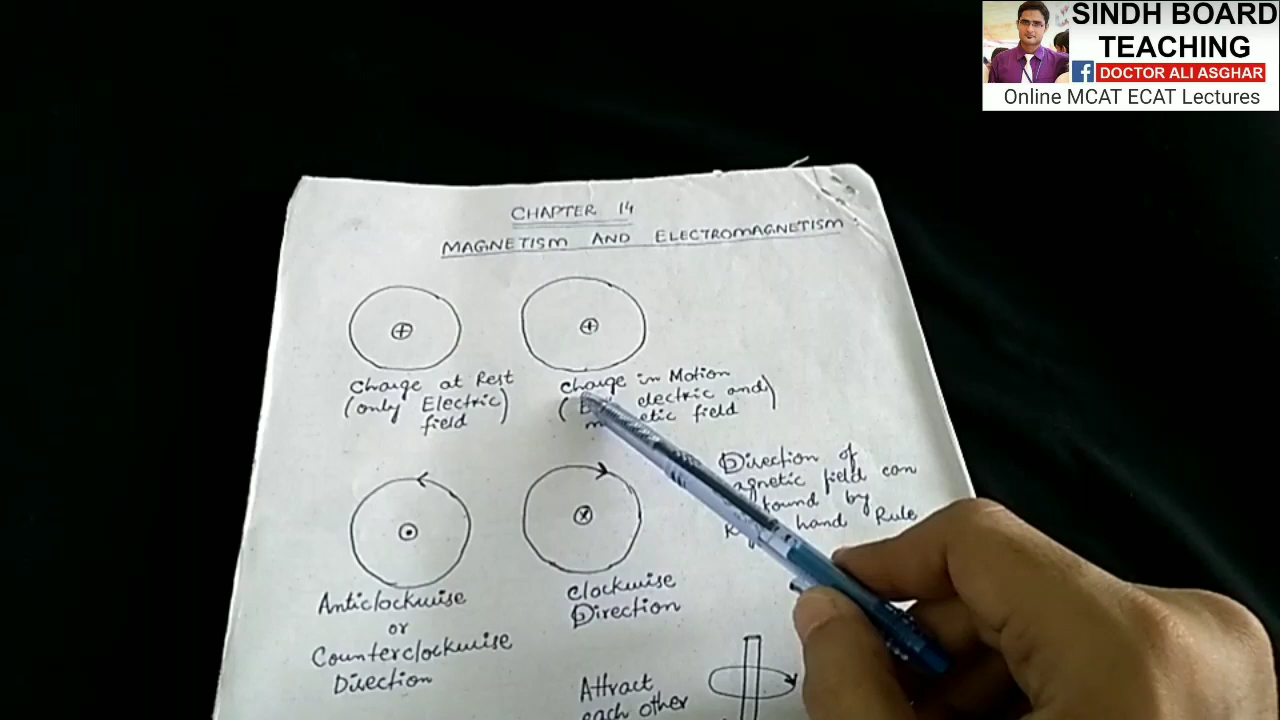 SINDH BOARD
TEACHING
f DOCTOR ALI ASGHAR
Online MCAT ECAT Lectures
CHAPTER 14
MAGNETISM AND ELECTROMAGNETISM
Charge at Rest
(only Electric)
field
Charge in Motion
( electric and)
field
Direction of
field can
found by
hand Rule
Anticlockwise
or
Counterclockwise
Direction
Clockwise
Direction
Attract
each other